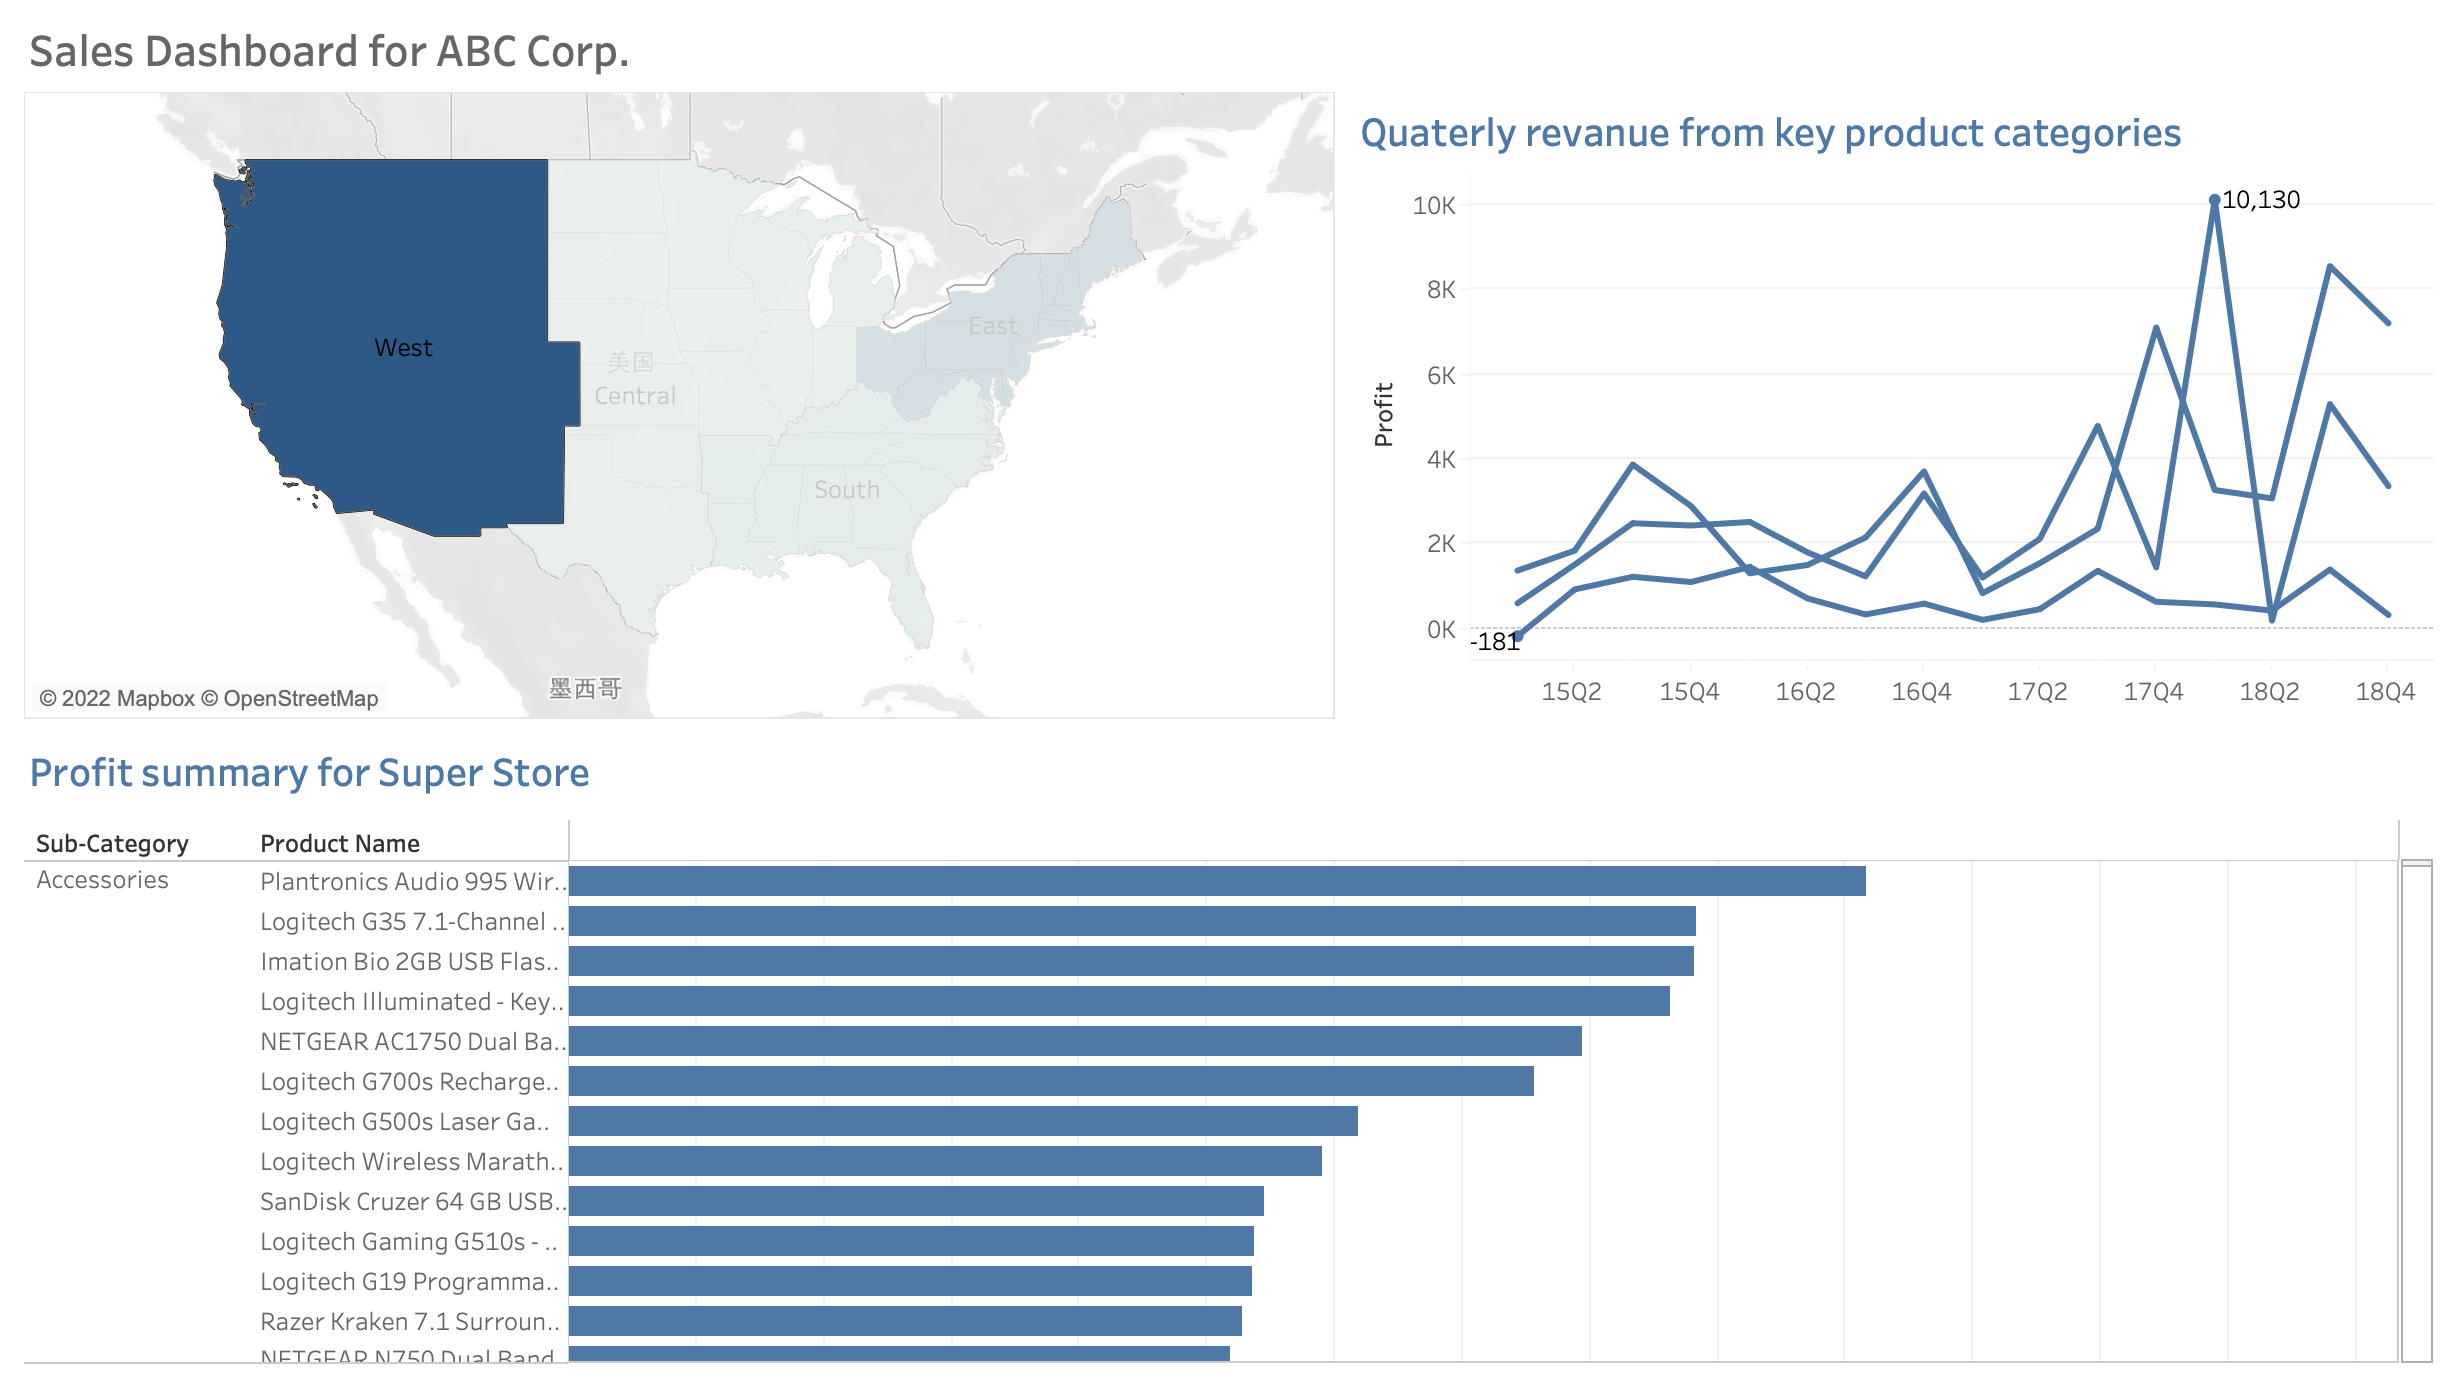 Sales Dashboard for ABC Corp.
West
美国
Central
East
South
墨西哥
© 2022 Mapbox © OpenStreetMap
Quaterly revanue from key product categories
Profit
10K
8K
6K
4K
2K
0K
10,130
-181
15Q2 15Q4 16Q2 16Q4 17Q2 17Q4 18Q2 18Q4
Profit summary for Super Store
Sub-Category Product Name
Accessories Plantronics Audio 995 Wir..
Logitech G35 7.1-Channel ..
Imation Bio 2GB USB Flas..
Logitech Illuminated - Key..
NETGEAR AC1750 Dual Ba..
Logitech G700s Recharge..
Logitech G500s Laser Ga..
Logitech Wireless Marath..
SanDisk Cruzer 64 GB USB..
Logitech Gaming G510s - ..
Logitech G19 Programma..
Razer Kraken 7.1 Surroun..
NETGEAR N750 Dual Band